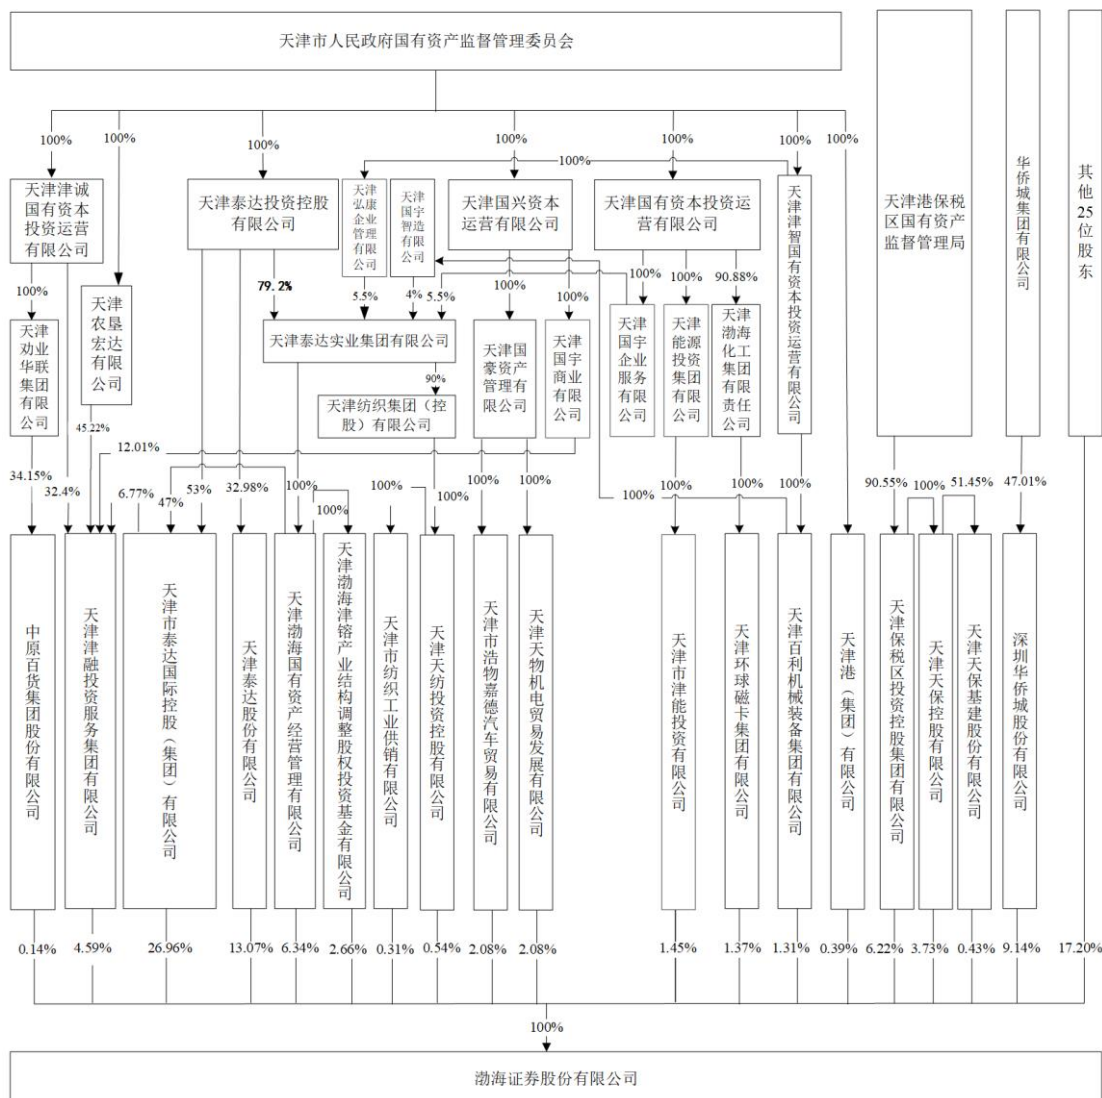 天津市人民政府国有资产监督管理委员会
100%
100%
100%
100%
100%
100%
100%
100%
天津津诚
国有资本
投资运营
有限公司
天津泰达投资控股
有限公司
天津
弘康
企业
管理
有限
公司
天津
国宇
智造
有限
公司
天津国兴资本
运营有限公司
天津国有资本投资运
营有限公司
天津津智国有资本投资运营有限公司
天津港保税
区国有资产
监督管理局
华侨城集团有限公司
其他
25
位股东
100%
79.2%
5.5%
4%
5.5%
100%
100%
100%
100%
90.88%
天津
劝业
华联
集团
有限
公司
天津
农垦
宏达
有限
公司
天津泰达实业集团有限公司
90%
天津纺织集团（控
股）有限公司
天津国
豪资产
管理有
限公司
天津
国宇
商业
有限
公司
天津
国宇
企业
服务
有限
公司
天津
能源
投资
集团
有限
公司
天津
渤海
化工
集团
有限
责任
公司
34.15%
32.4%
45.22%
12.01%
6.77%
47%
53%
32.98%
100%
100%
100%
100%
100%
100%
100%
100%
100%
100%
90.55%
100%
51.45%
47.01%
中原百货集团股份有限公司
天津津融投资服务集团有限公司
天津市泰达国际控股（集团）有限公司
天津泰达股份有限公司
天津渤海国有资产经营管理有限公司
天津渤海津镕产业结构调整股权投资基金有限公司
天津市纺织工业供销有限公司
天津天纺投资控股有限公司
天津市浩物嘉德汽车贸易有限公司
天津天物机电贸易发展有限公司
天津市津能投资有限公司
天津环球磁卡集团有限公司
天津百利机械装备集团有限公司
天津港（集团）有限公司
天津保税区投资控股集团有限公司
天津天保控股有限公司
天津天保基建股份有限公司
深圳华侨城股份有限公司
0.14%
4.59%
26.96%
13.07%
6.34%
2.66%
0.31%
0.54%
2.08%
2.08%
1.45%
1.37%
1.31%
0.39%
6.22%
3.73%
0.43%
9.14%
17.20%
100%
渤海证券股份有限公司